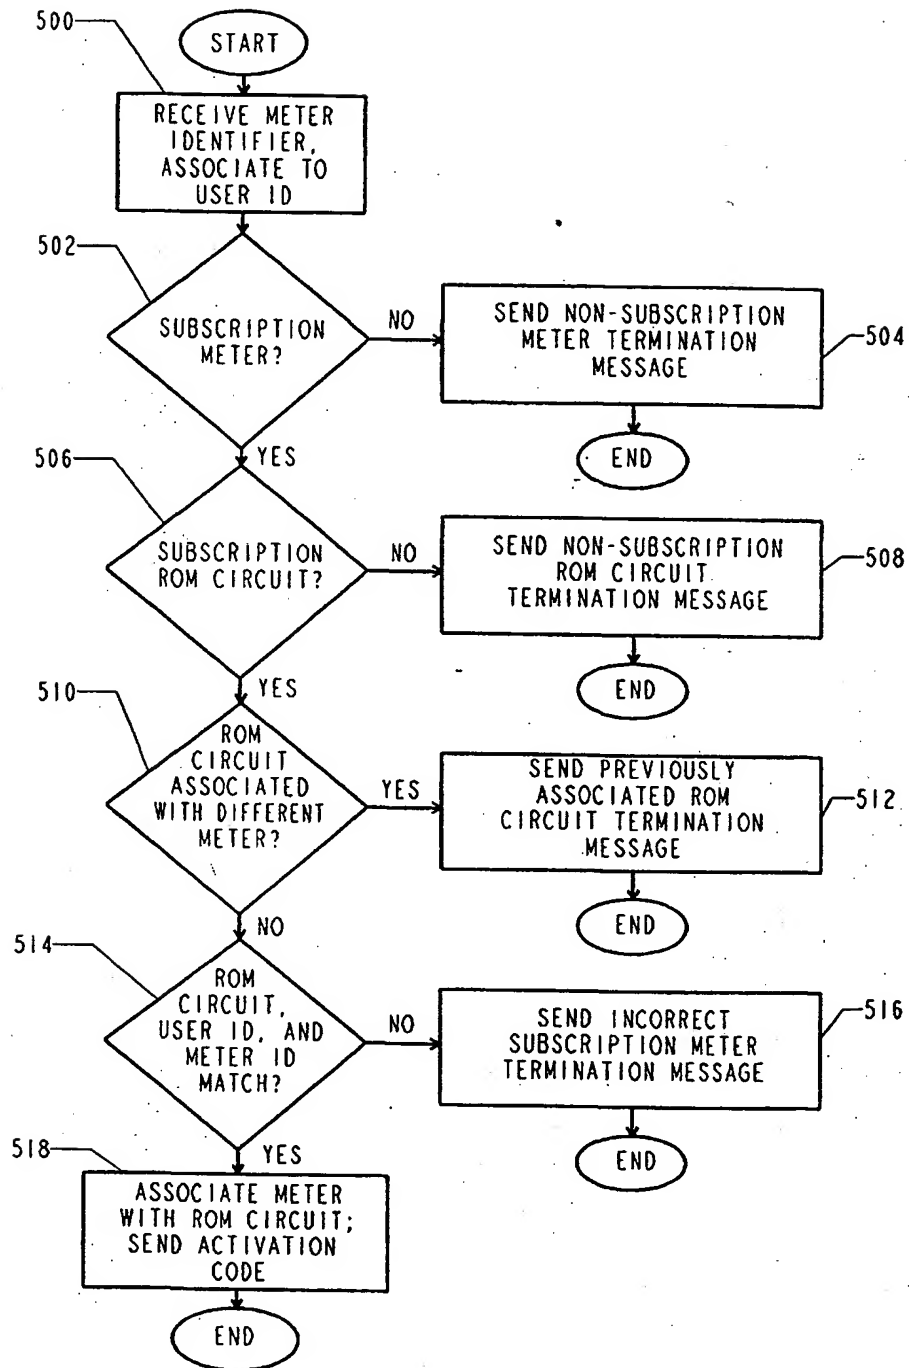 500
START
RECEIVE METER
IDENTIFIER,
ASSOCIATE TO
USER ID
502
SUBSCRIPTION
METER?
NO
SEND NON-SUBSCRIPTION
METER TERMINATION
MESSAGE
504
END
YES
506
SUBSCRIPTION
ROM CIRCUIT?
NO
SEND NON-SUBSCRIPTION
ROM CIRCUIT
TERMINATION MESSAGE
508
END
YES
510
ROM
CIRCUIT
ASSOCIATED
WITH DIFFERENT
METER?
YES
SEND PREVIOUSLY
ASSOCIATED ROM
CIRCUIT TERMINATION
MESSAGE
512
END
NO
514
ROM
CIRCUIT,
USER ID, AND
METER ID
MATCH?
NO
SEND INCORRECT
SUBSCRIPTION METER
TERMINATION MESSAGE
516
END
YES
518
ASSOCIATE METER
WITH ROM CIRCUIT;
SEND ACTIVATION
CODE
END